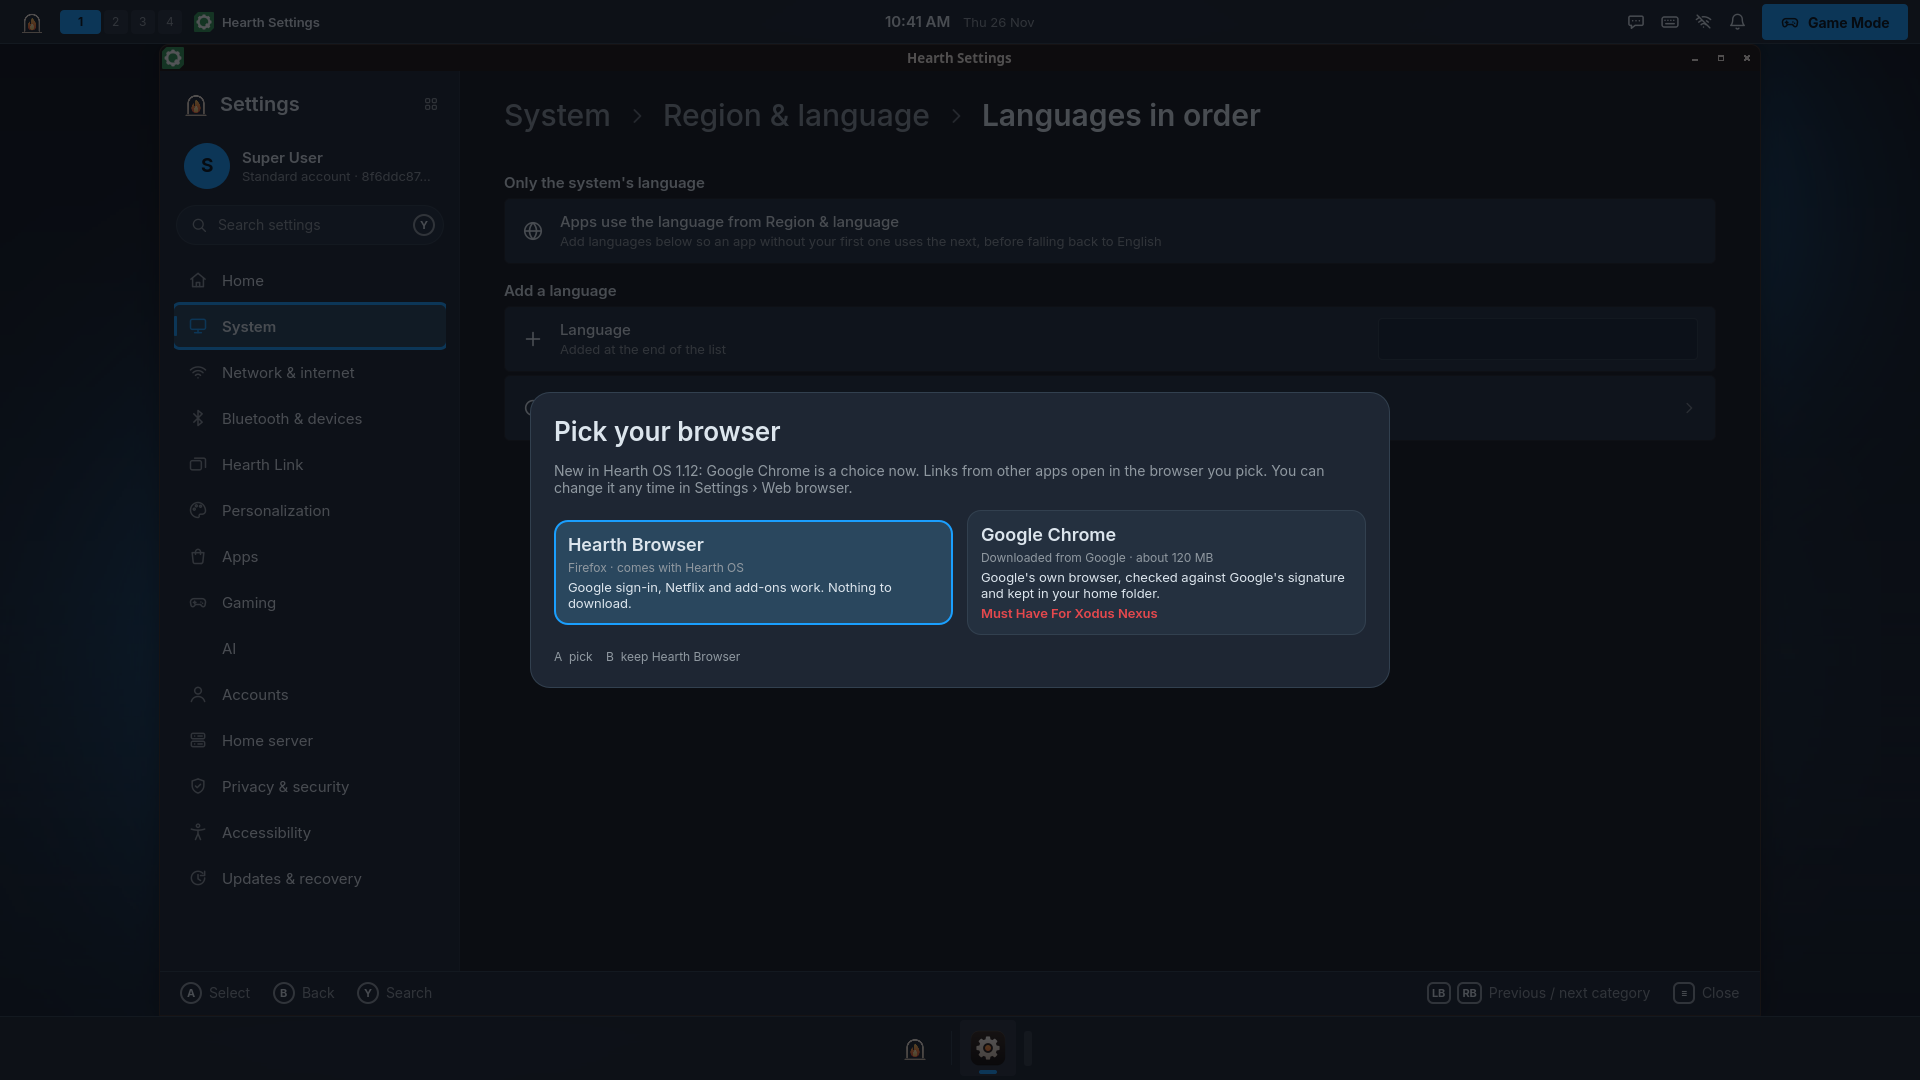 1 2 3 4 Hearth Settings
10:41 AM Thu 26 Nov
Game Mode
Hearth Settings
Settings
S
Super User
Standard account · 8f6ddc87...
Search settings
Y
Home
System
Network & internet
Bluetooth & devices
Hearth Link
Personalization
Apps
Gaming
AI
Accounts
Home server
Privacy & security
Accessibility
Updates & recovery
System › Region & language › Languages in order
Only the system's language
Apps use the language from Region & language
Add languages below so an app without your first one uses the next, before falling back to English
Add a language
Language
Added at the end of the list
Pick your browser
New in Hearth OS 1.12: Google Chrome is a choice now. Links from other apps open in the browser you pick. You can
change it any time in Settings › Web browser.
Hearth Browser
Firefox · comes with Hearth OS
Google sign-in, Netflix and add-ons work. Nothing to
download.
Google Chrome
Downloaded from Google · about 120 MB
Google's own browser, checked against Google's signature
and kept in your home folder.
Must Have For Xodus Nexus
A pick B keep Hearth Browser
A Select B Back Y Search
LB RB Previous / next category ≡ Close